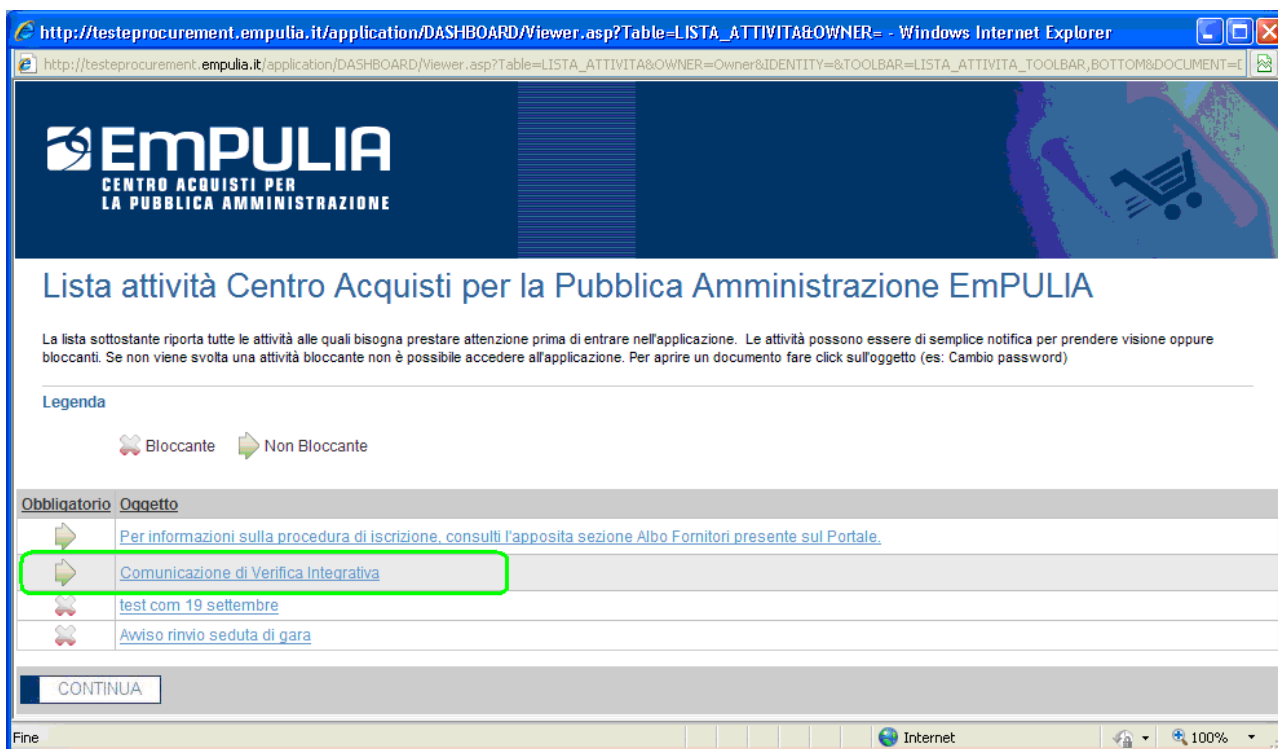 http://testeprocurement.empulia.it/application/DASHBOARD/Viewer.asp?Table=LISTA_ATTIVITA&OWNER= - Windows Internet Explorer
http://testeprocurement.empulia.it/application/DASHBOARD/Viewer.asp?Table=LISTA_ATTIVITA&OWNER=Owner&IDENTITY=&TOOLBAR=LISTA_ATTIVITA_TOOLBAR,BOTTOM&DOCUMENT=D
EmPULIA
CENTRO ACQUISTI PER
LA PUBBLICA AMMINISTRAZIONE
Lista attività Centro Acquisti per la Pubblica Amministrazione EmPULIA
La lista sottostante riporta tutte le attività alle quali bisogna prestare attenzione prima di entrare nell'applicazione. Le attività possono essere di semplice notifica per prendere visione oppure
bloccanti. Se non viene svolta una attività bloccante non è possibile accedere all'applicazione. Per aprire un documento fare click sull'oggetto (es: Cambio password)
Legenda
Bloccante Non Bloccante
Obbligatorio Oggetto
Per informazioni sulla procedura di iscrizione, consulti l'apposita sezione Albo Fornitori presente sul Portale.
Comunicazione di Verifica Integrativa
test com 19 settembre
Avviso rinvio seduta di gara
CONTINUA
Fine Internet 100%